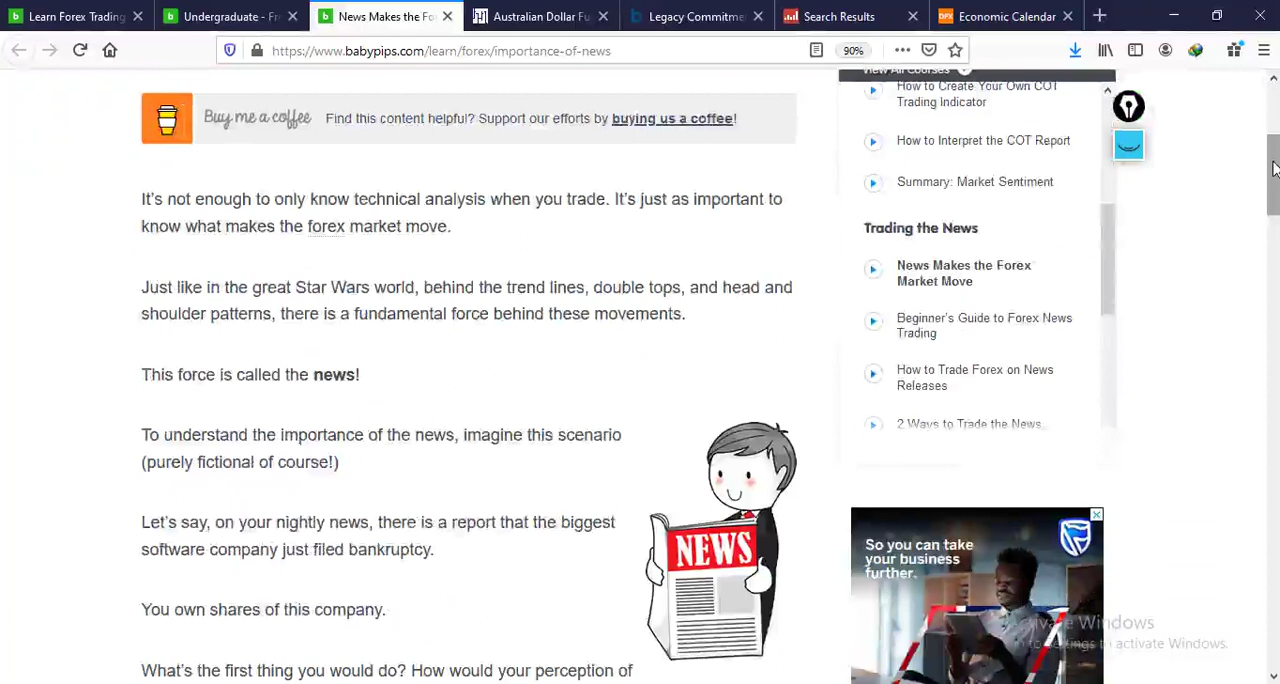 Learn Forex Trading
Undergraduate - Fr
News Makes the Fo
Australian Dollar Fu
Legacy Commitme
Search Results
DFX Economic Calendar
https://www.babypips.com/learn/forex/importance-of-news
90%
View All Courses
How to Create Your Own COT
Trading Indicator
How to Interpret the COT Report
Summary: Market Sentiment
Trading the News
News Makes the Forex
Market Move
Beginner's Guide to Forex News
Trading
How to Trade Forex on News
Releases
2 Ways to Trade the News
Buy me a coffee Find this content helpful? Support our efforts by buying us a coffee!
It's not enough to only know technical analysis when you trade. It's just as important to
know what makes the forex market move.
Just like in the great Star Wars world, behind the trend lines, double tops, and head and
shoulder patterns, there is a fundamental force behind these movements.
This force is called the news!
To understand the importance of the news, imagine this scenario
(purely fictional of course!)
Let's say, on your nightly news, there is a report that the biggest
software company just filed bankruptcy.
You own shares of this company.
What's the first thing you would do? How would your perception of
NEWS
So you can take
your business
further.
Activate Windows
to Settings to activate Windows.